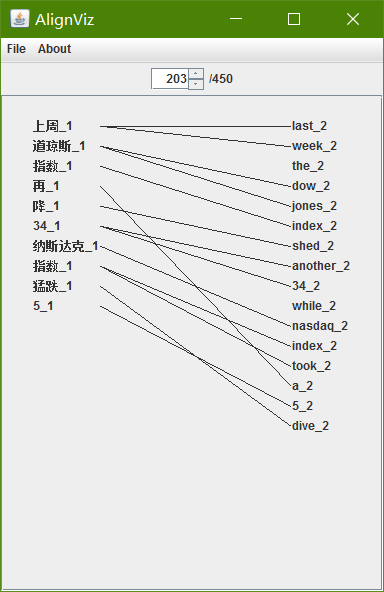 AlignViz
File About
203 /450
上周_1 last_2
道琼斯_1 week_2
指数_1 the_2
再_1 dow_2
降_1 jones_2
34_1 index_2
纳斯达克_1 shed_2
指数_1 another_2
猛跌_1 34_2
5_1 while_2
nasdaq_2
index_2
took_2
a_2
5_2
dive_2